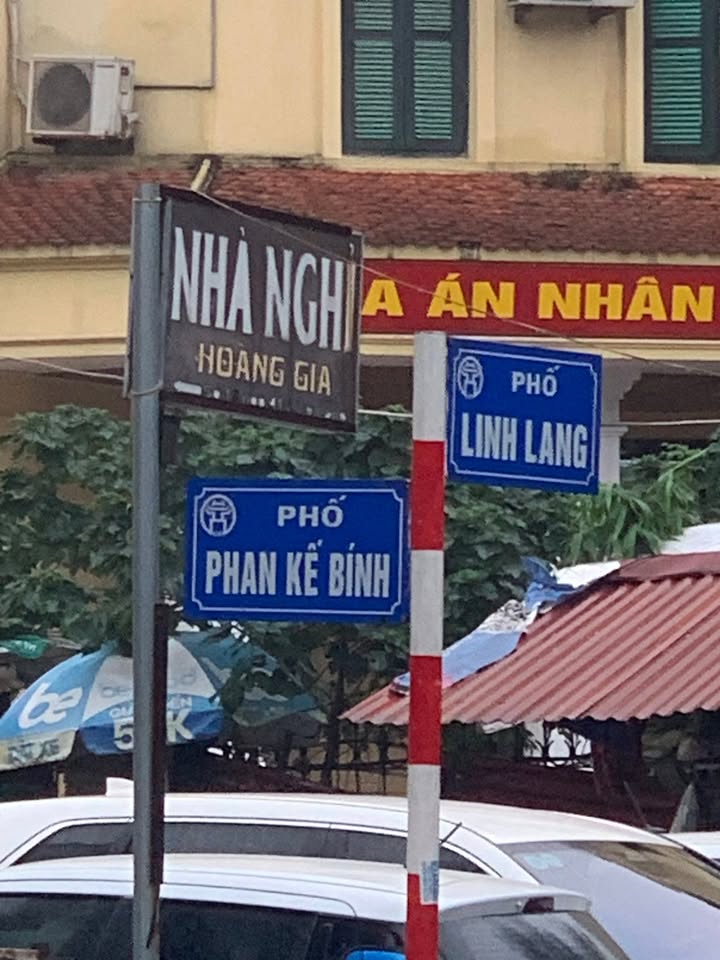 NHÀ NGHỈ
HOÀNG GIA
A ÁN NHÂN
PHỐ
LINH LANG
PHỐ
PHAN KẾ BÍNH
be